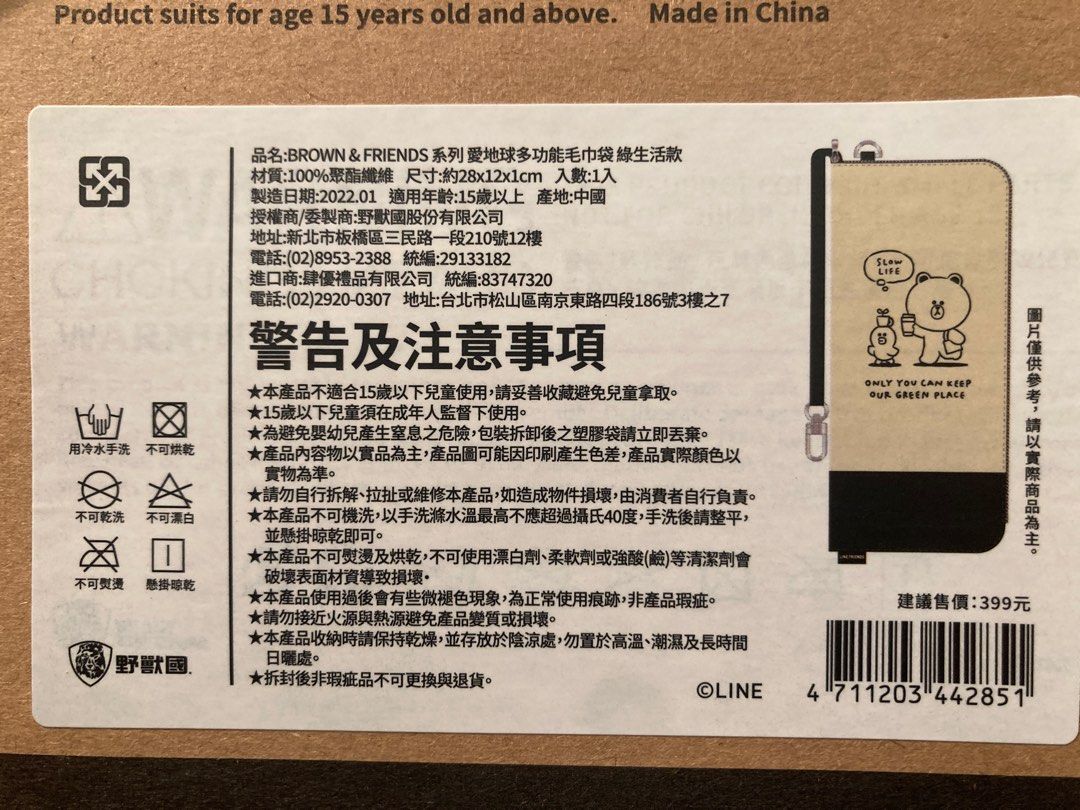 Product suits for age 15 years old and above.    Made in China
品名:BROWN & FRIENDS 系列 愛地球多功能毛巾袋 綠生活款
材質:100%聚酯纖維   尺寸:約28x12x1cm   入數:1入
製造日期:2022.01   適用年齡:15歲以上   產地:中國
授權商/委製商:野獸國股份有限公司
地址:新北市板橋區三民路一段210號12樓
電話:(02)8953-2388   統編:29133182
進口商:肆優禮品有限公司   統編:83747320
電話:(02)2920-0307   地址:台北市松山區南京東路四段186號3樓之7
警告及注意事項
★本產品不適合15歲以下兒童使用,請妥善收藏避免兒童拿取。
★15歲以下兒童須在成年人監督下使用。
★為避免嬰幼兒產生窒息之危險,包裝拆卸後之塑膠袋請立即丟棄。
★產品內容物以實品為主,產品圖可能因印刷產生色差,產品實際顏色以
實物為準。
★請勿自行拆解、拉扯或維修本產品,如造成物件損壞,由消費者自行負責。
★本產品不可機洗,以手洗滌水溫最高不應超過攝氏40度,手洗後請整平,
並懸掛晾乾即可。
★本產品不可熨燙及烘乾,不可使用漂白劑、柔軟劑或強酸(鹼)等清潔劑會
破壞表面材質導致損壞。
★本產品使用過後會有些微褪色現象,為正常使用痕跡,非產品瑕疵。
★請勿接近火源與熱源避免產品變質或損壞。
★本產品收納時請保持乾燥,並存放於陰涼處,勿置於高溫、潮濕及長時間
日曬處。
★拆封後非瑕疵品不可更換與退貨。
用冷水手洗   不可烘乾
不可乾洗   不可漂白
不可熨燙   懸掛晾乾
野獸國.
SLOW
LIFE
ONLY YOU CAN KEEP
OUR GREEN PLACE
LINE FRIENDS
圖片僅供參考,請以實際商品為主。
建議售價:399元
©LINE
4 711203 442851